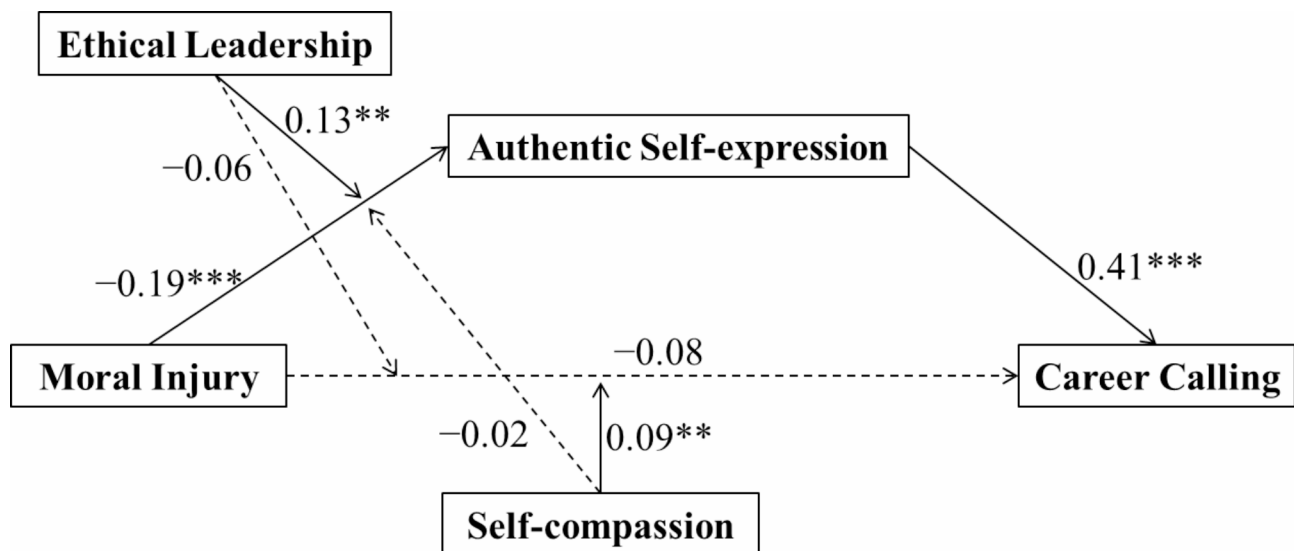 Ethical Leadership
0.13**
Authentic Self-expression
−0.06
−0.19***
0.41***
−0.08
Moral Injury
Career Calling
−0.02
0.09**
Self-compassion